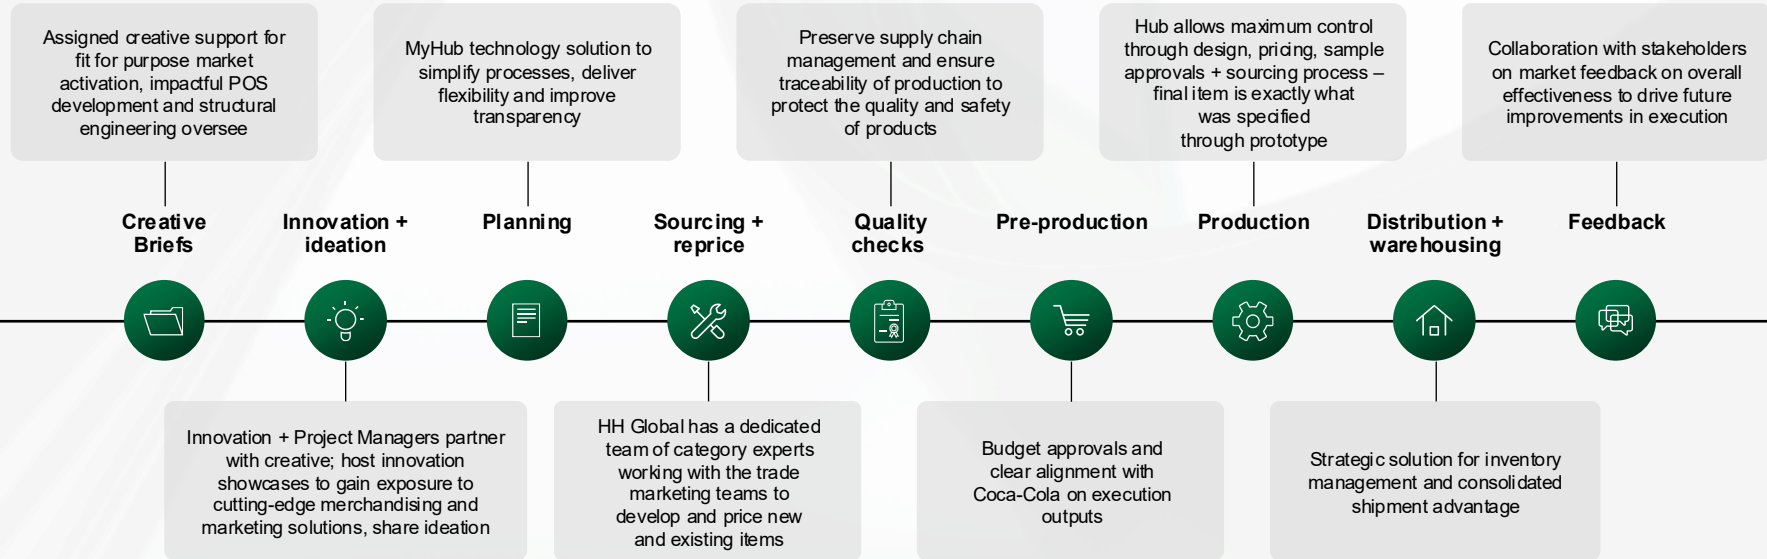 Assigned creative support for
fit for purpose market
activation, impactful POS
development and structural
engineering oversee
MyHub technology solution to
simplify processes, deliver
flexibility and improve
transparency
Preserve supply chain
management and ensure
traceability of production to
protect the quality and safety
of products
Hub allows maximum control
through design, pricing, sample
approvals + sourcing process –
final item is exactly what
was specified
through prototype
Collaboration with stakeholders
on market feedback on overall
effectiveness to drive future
improvements in execution
Creative
Briefs
Innovation +
ideation
Planning
Sourcing +
reprice
Quality
checks
Pre-production
Production
Distribution +
warehousing
Feedback
Innovation + Project Managers partner
with creative; host innovation
showcases to gain exposure to
cutting-edge merchandising and
marketing solutions, share ideation
HH Global has a dedicated
team of category experts
working with the trade
marketing teams to
develop and price new
and existing items
Budget approvals and
clear alignment with
Coca-Cola on execution
outputs
Strategic solution for inventory
management and consolidated
shipment advantage